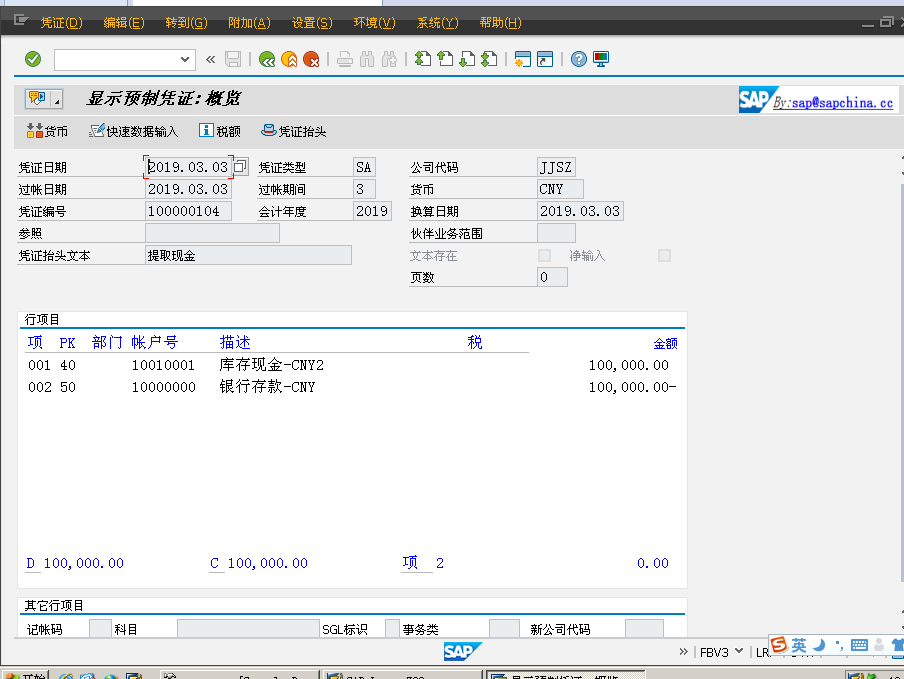 凭证(D) 编辑(E) 转到(G) 附加(A) 设置(S) 环境(V) 系统(Y) 帮助(H)
显示预制凭证:概览
SAP By:sap@sapchina.cc
货币 快速数据输入 税额 凭证抬头
凭证日期 2019.03.03 凭证类型 SA 公司代码 JJSZ
过帐日期 2019.03.03 过帐期间 3 货币 CNY
凭证编号 100000104 会计年度 2019 换算日期 2019.03.03
参照 伙伴业务范围
凭证抬头文本 提取现金 文本存在 净输入
页数 0
行项目
项 PK 部门 帐户号 描述 税 金额
001 40 10010001 库存现金-CNY2 100,000.00
002 50 10000000 银行存款-CNY 100,000.00-
D 100,000.00 C 100,000.00 项 2 0.00
其它行项目
记帐码 科目 SGL标识 事务类 新公司代码
SAP FBV3 英
开始